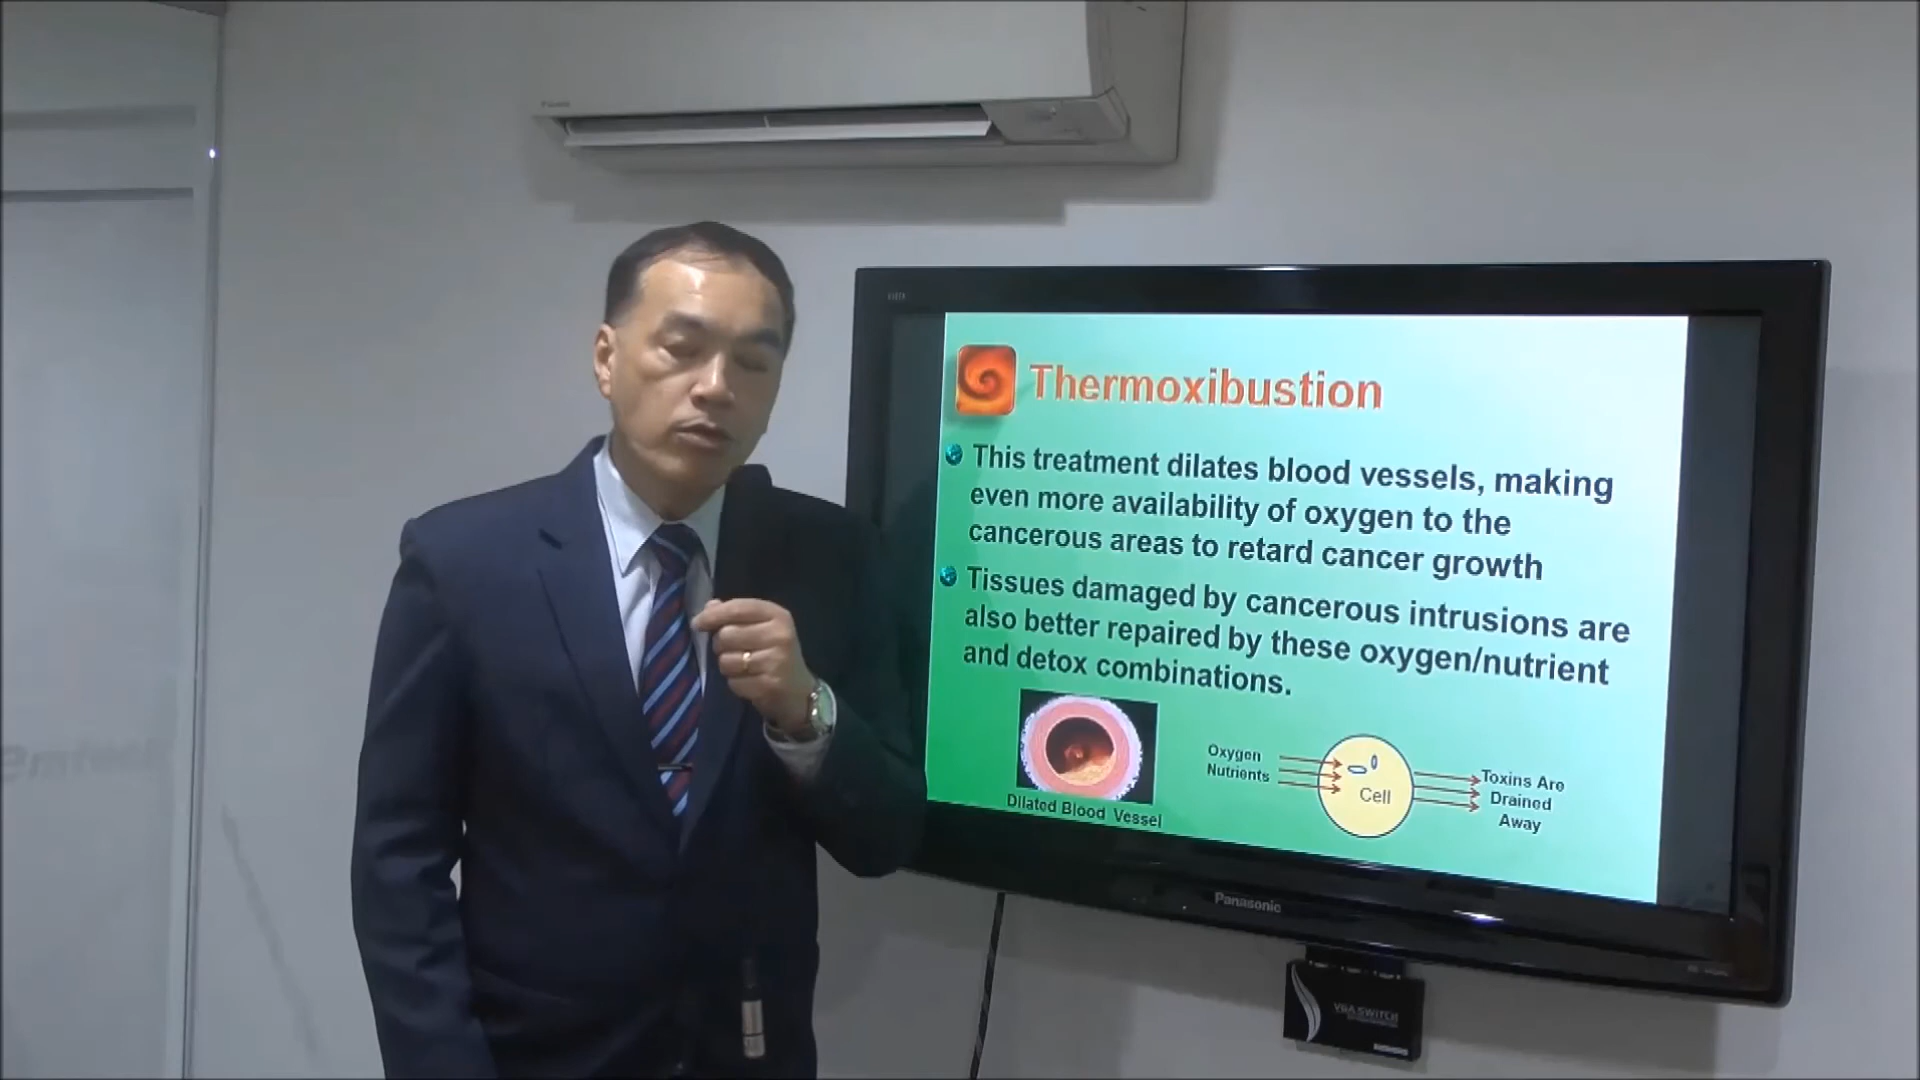 Thermoxibustion
This treatment dilates blood vessels, making
even more availability of oxygen to the
cancerous areas to retard cancer growth
Tissues damaged by cancerous intrusions are
also better repaired by these oxygen/nutrient
and detox combinations.
Dilated Blood Vessel
Oxygen
Nutrients
Cell
Toxins Are
Drained
Away
Panasonic
VGA SWITCH